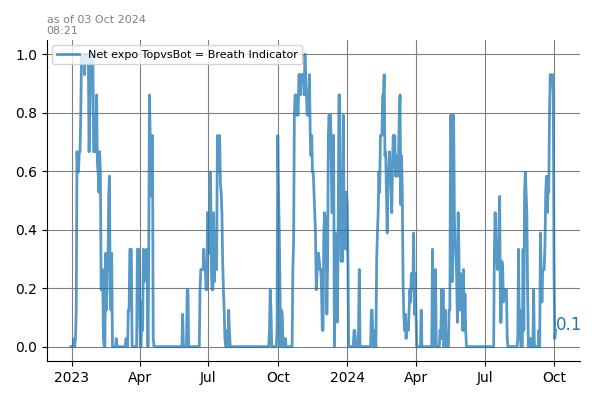 as of 03 Oct 2024
08:21
Net expo TopvsBot = Breath Indicator
1.0
0.8
0.6
0.4
0.2
0.0
0.1
2023 Apr Jul Oct 2024 Apr Jul Oct